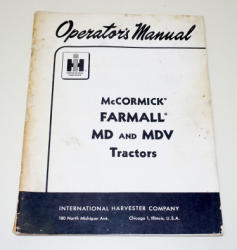 Operator's Manual
IH
McCORMICK®
FARMALL®
MD AND MDV
Tractors
INTERNATIONAL HARVESTER COMPANY
180 North Michigan Ave. Chicago 1, Illinois, U.S.A.